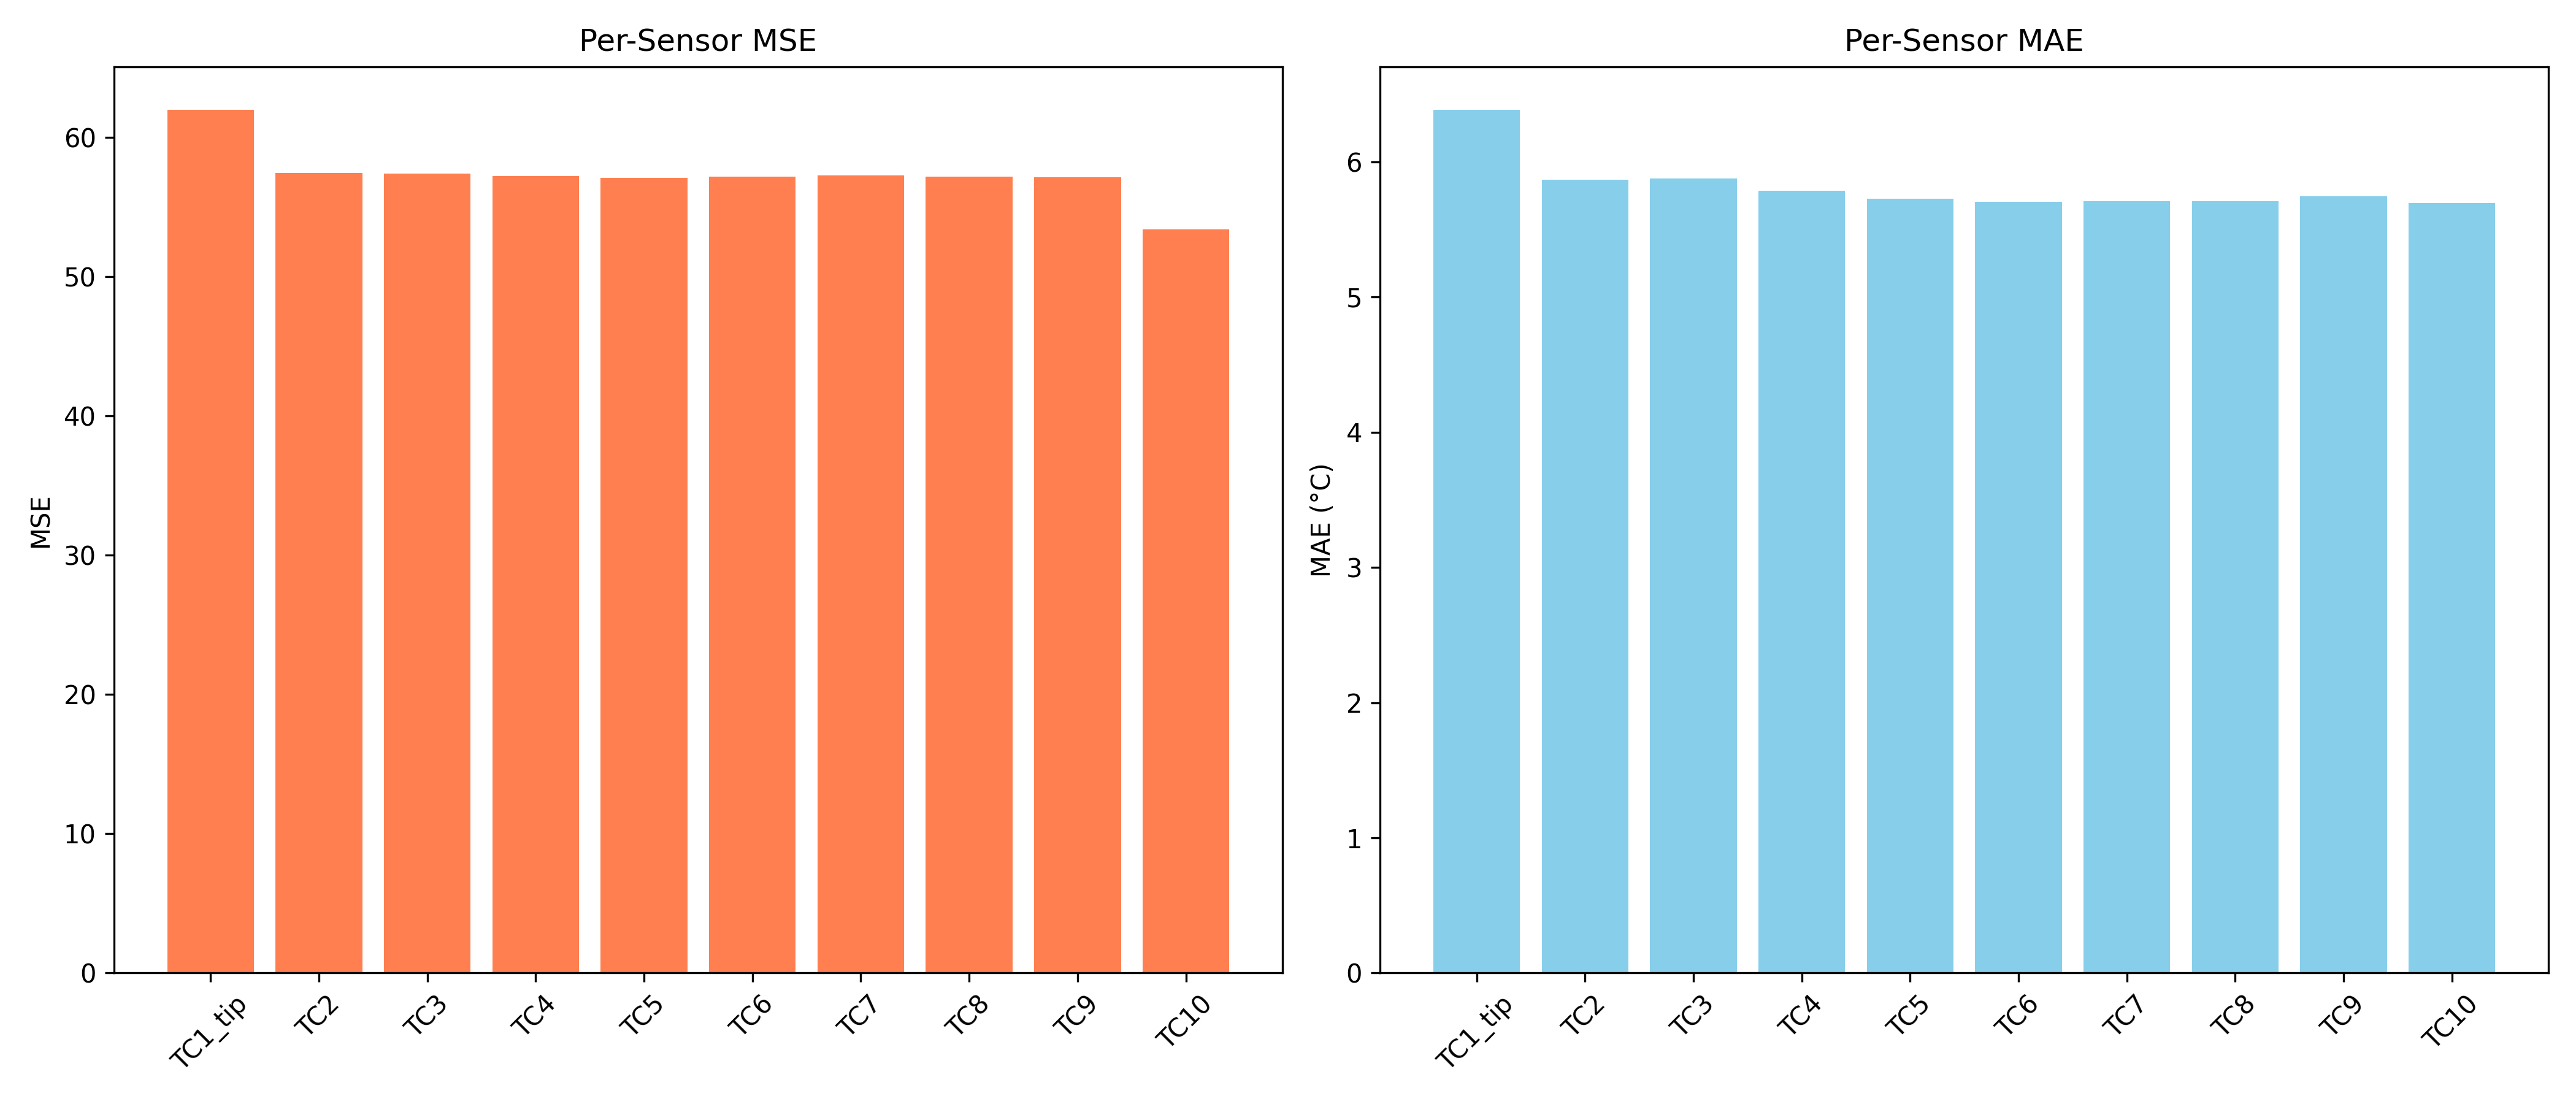 Per-Sensor MSE
MSE
60
50
40
30
20
10
0
TC1_tip
TC2
TC3
TC4
TC5
TC6
TC7
TC8
TC9
TC10
Per-Sensor MAE
MAE (°C)
6
5
4
3
2
1
0
TC1_tip
TC2
TC3
TC4
TC5
TC6
TC7
TC8
TC9
TC10